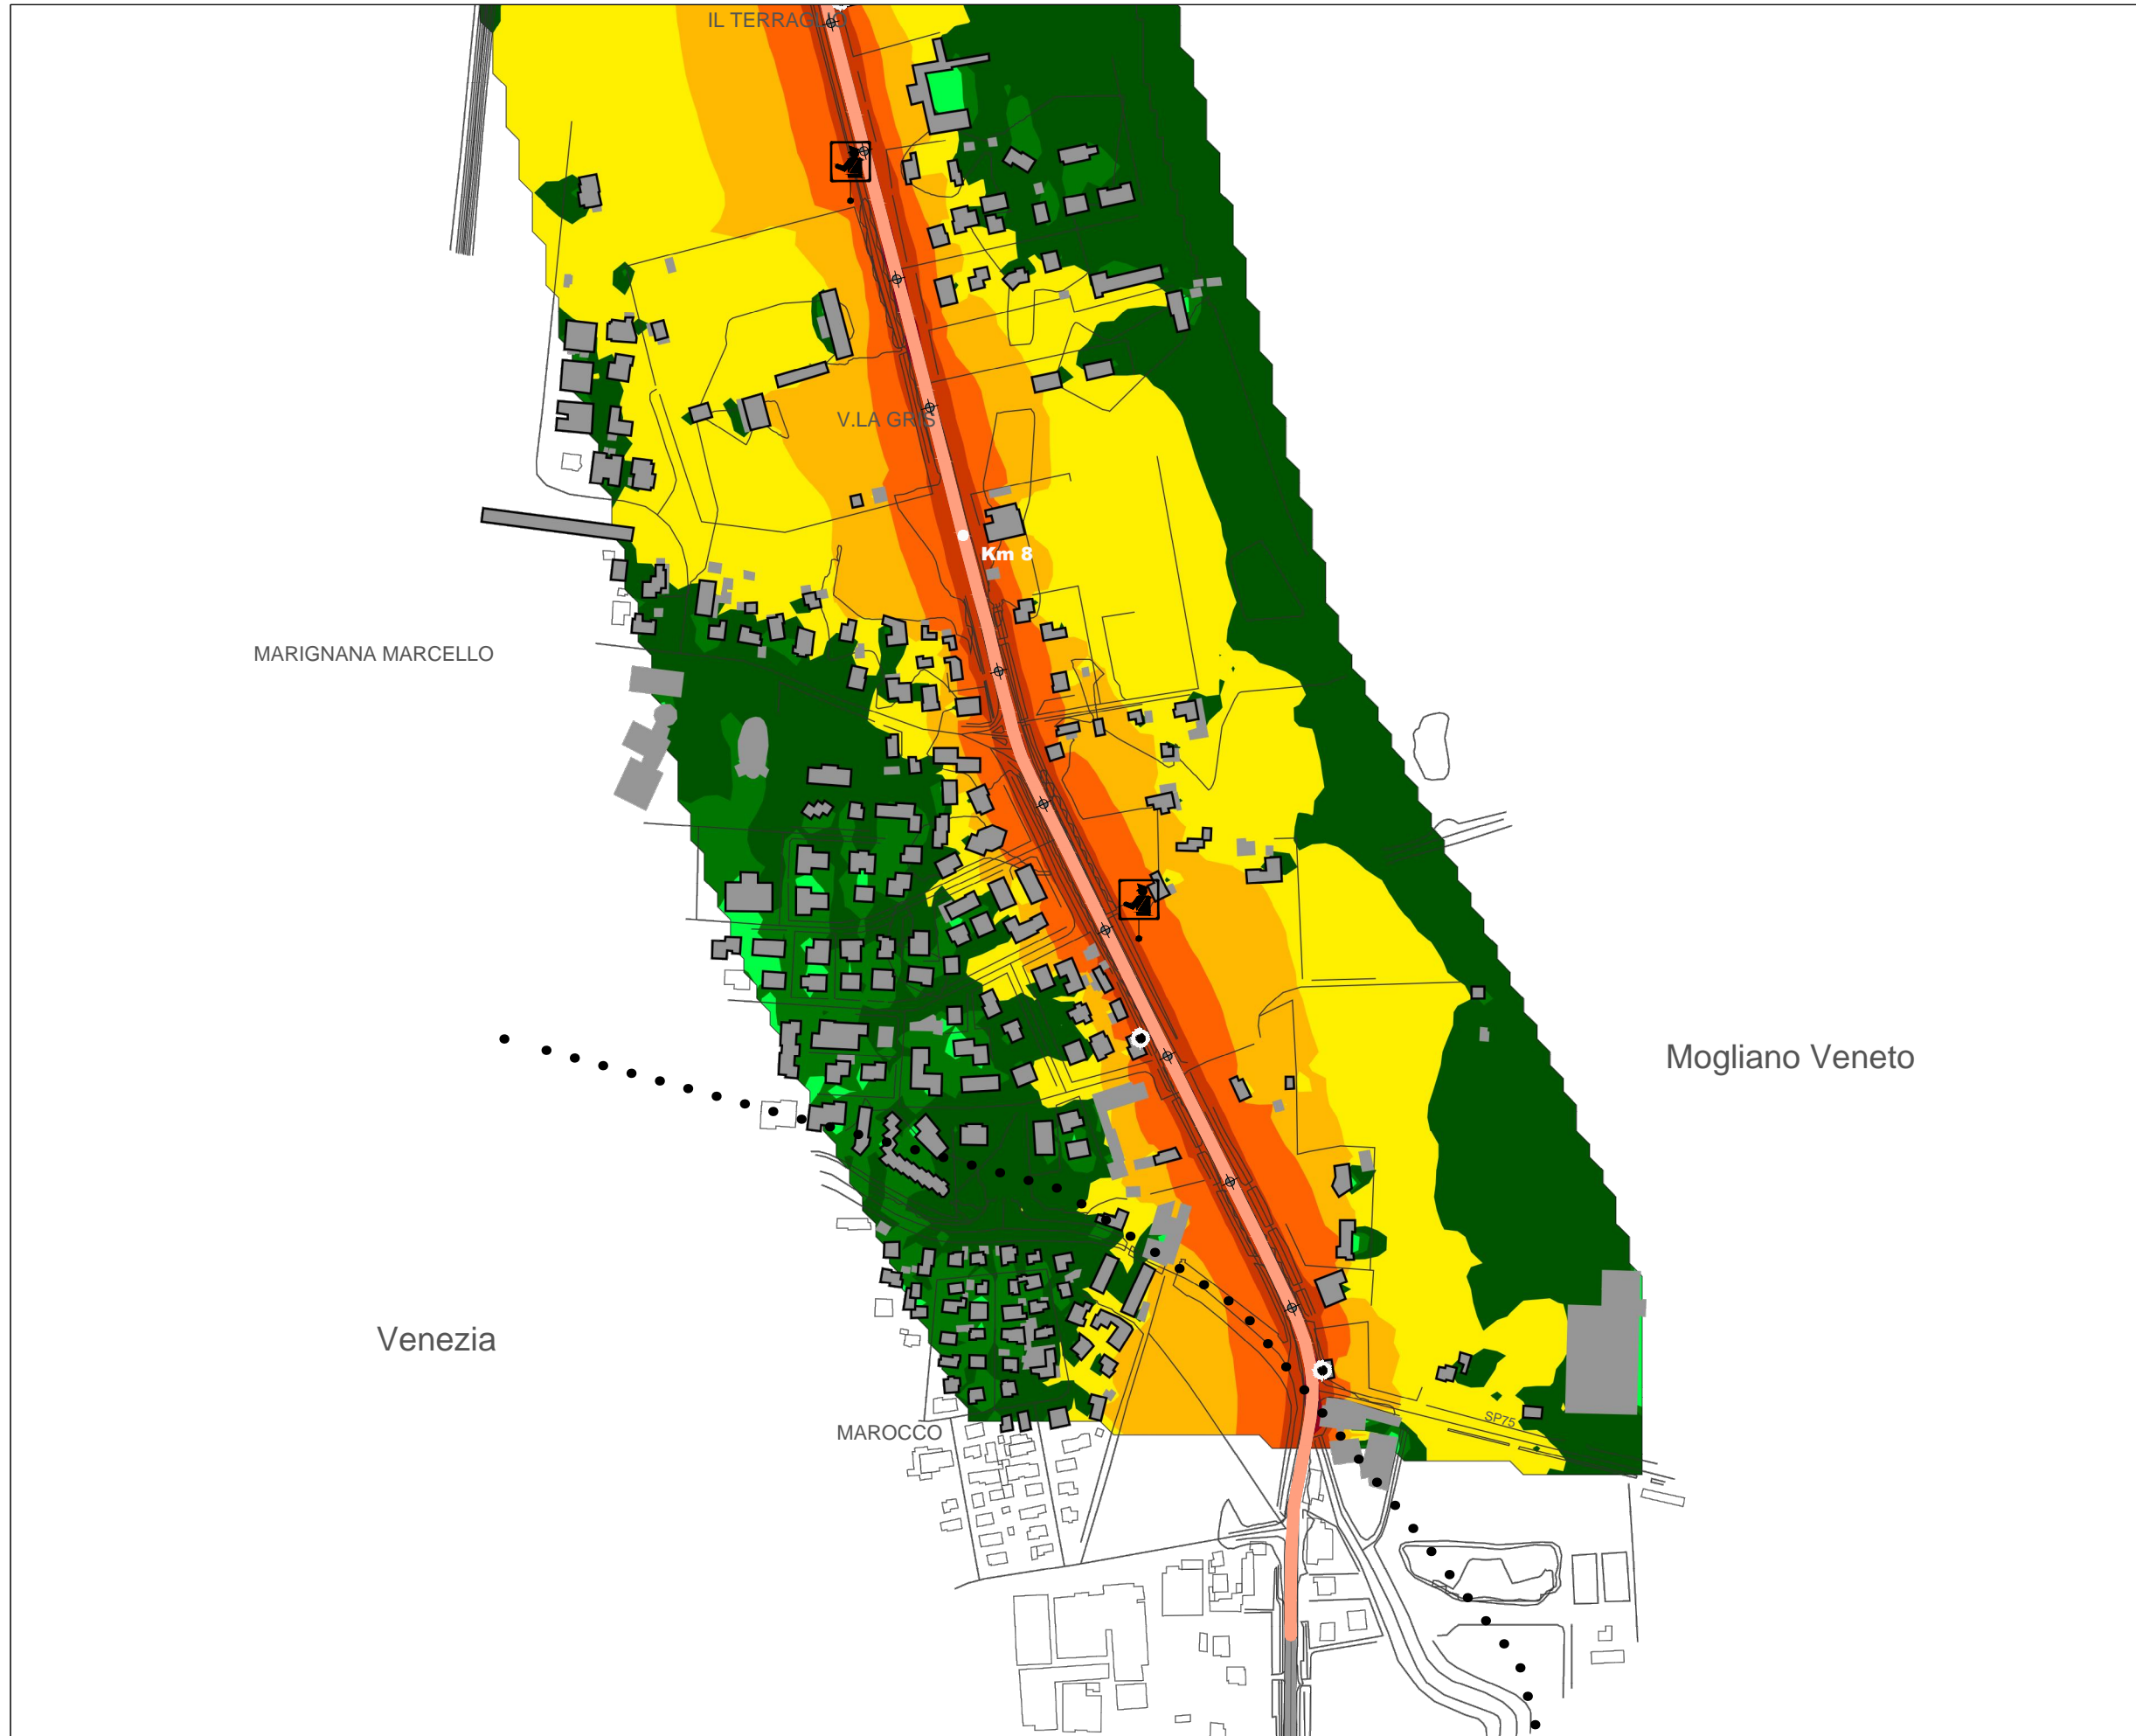 IL TERRAGLIO
V.LA GRIS
Km 8
MARIGNANA MARCELLO
Mogliano Veneto
Venezia
SP75
MAROCCO